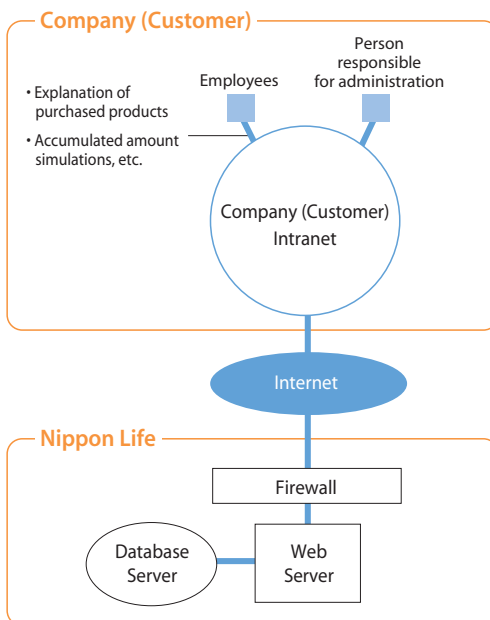 Company (Customer)
Person
responsible
for administration
Employees
• Explanation of
purchased products
• Accumulated amount
simulations, etc.
Company (Customer)
Intranet
Internet
Nippon Life
Firewall
Database
Server
Web
Server